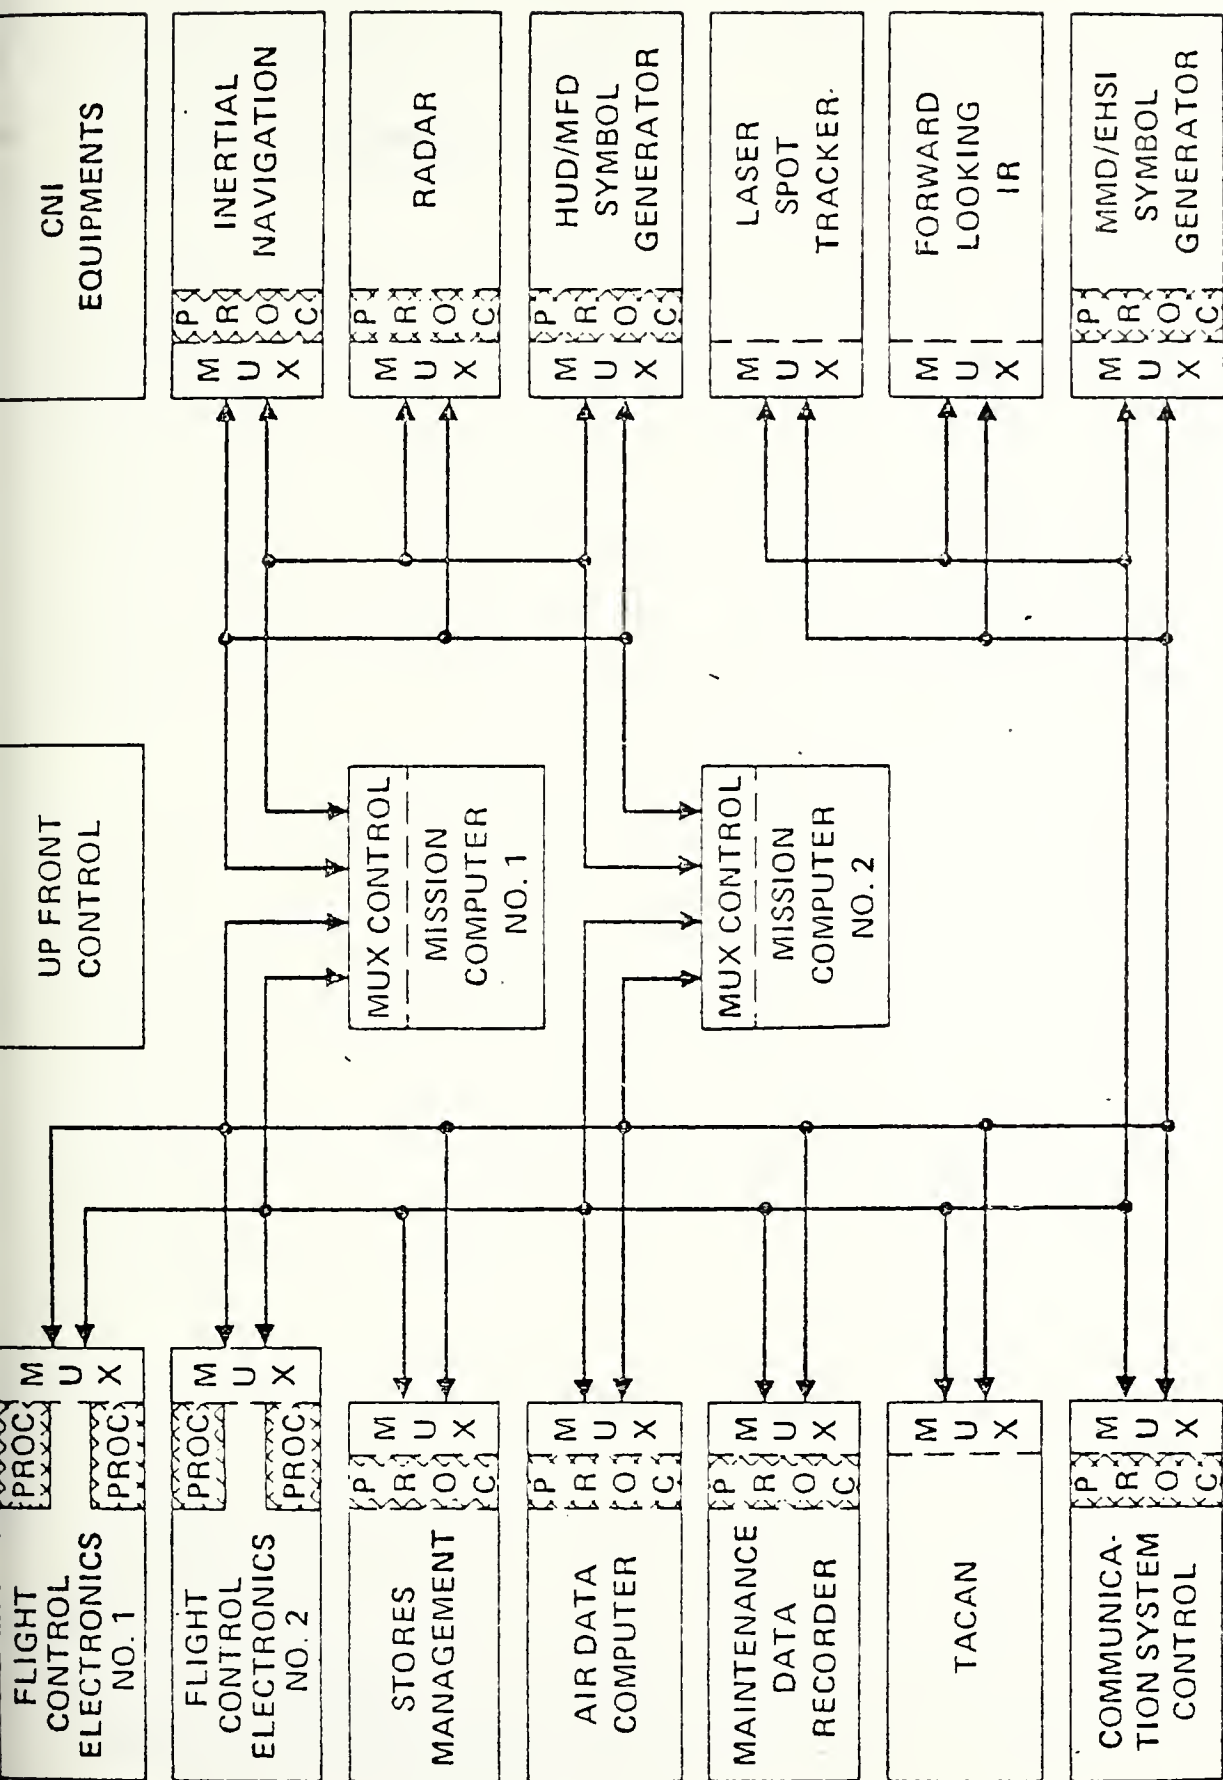 FLIGHT
CONTROL
ELECTRONICS
NO. 1
PROC
PROC
M
U
X
UP FRONT
CONTROL
CNI
EQUIPMENTS
FLIGHT
CONTROL
ELECTRONICS
NO. 2
PROC
PROC
M
U
X
INERTIAL
NAVIGATION
P
R
O
C
M
U
X
STORES
MANAGEMENT
P
R
O
C
M
U
X
MUX CONTROL
MISSION
COMPUTER
NO. 1
RADAR
P
R
O
C
M
U
X
AIR DATA
COMPUTER
P
R
O
C
M
U
X
HUD/MFD
SYMBOL
GENERATOR
P
R
O
C
M
U
X
MAINTENANCE
DATA
RECORDER
P
R
O
C
M
U
X
MUX CONTROL
MISSION
COMPUTER
NO. 2
LASER
SPOT
TRACKER
M
U
X
TACAN
M
U
X
FORWARD
LOOKING
IR
M
U
X
COMMUNICA-
TION SYSTEM
CONTROL
P
R
O
C
M
U
X
MMD/EHSI
SYMBOL
GENERATOR
P
R
O
C
M
U
X